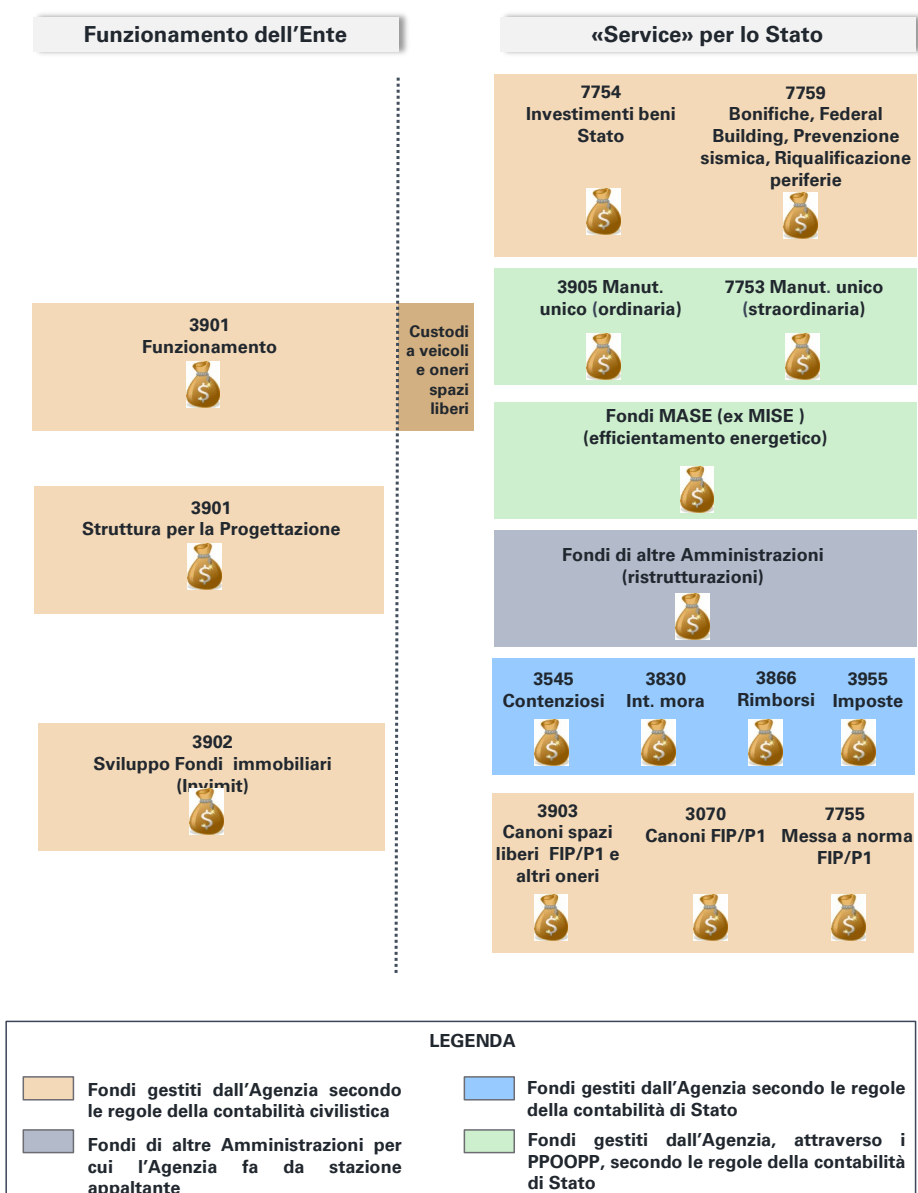 Funzionamento dell'Ente
«Service» per lo Stato
7754
Investimenti beni
Stato
7759
Bonifiche, Federal
Building, Prevenzione
sismica, Riqualificazione
periferie
3905 Manut.
unico (ordinaria)
7753 Manut. unico
(straordinaria)
3901
Funzionamento
Custodi
a veicoli
e oneri
spazi
liberi
Fondi MASE (ex MISE )
(efficientamento energetico)
3901
Struttura per la Progettazione
Fondi di altre Amministrazioni
(ristrutturazioni)
3545
Contenziosi
3830
Int. mora
3866
Rimborsi
3955
Imposte
3902
Sviluppo Fondi immobiliari
(Invimit)
3903
Canoni spazi
liberi FIP/P1 e
altri oneri
3070
Canoni FIP/P1
7755
Messa a norma
FIP/P1
LEGENDA
Fondi gestiti dall'Agenzia secondo
le regole della contabilità civilistica
Fondi di altre Amministrazioni per
cui l'Agenzia fa da stazione
appaltante
Fondi gestiti dall'Agenzia secondo le regole
della contabilità di Stato
Fondi gestiti dall'Agenzia, attraverso i
PPOOPP, secondo le regole della contabilità
di Stato